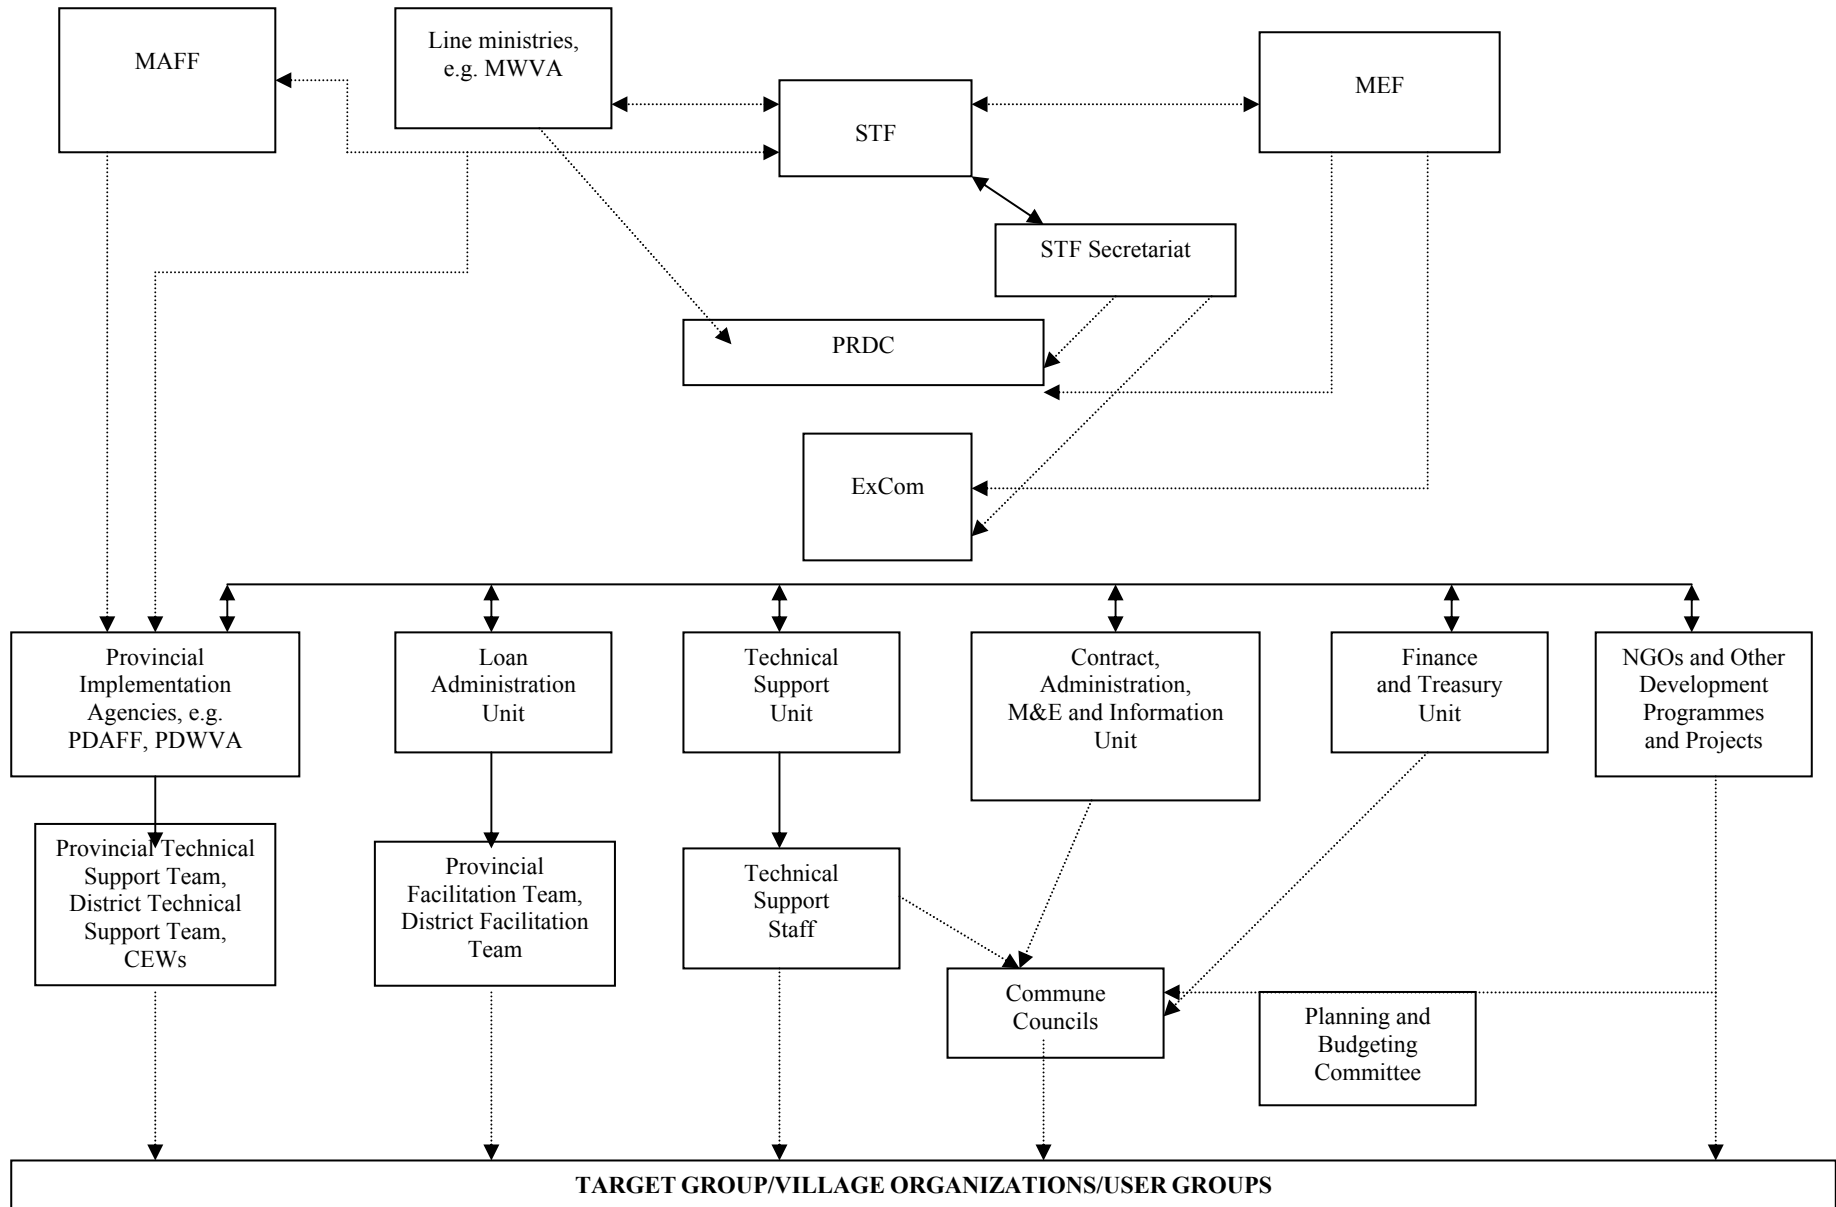 MAFF
Line ministries,
e.g. MWVA
STF
MEF
STF Secretariat
PRDC
ExCom
Provincial
Implementation
Agencies, e.g.
PDAFF, PDWVA
Loan
Administration
Unit
Technical
Support
Unit
Contract,
Administration,
M&E and Information
Unit
Finance
and Treasury
Unit
NGOs and Other
Development
Programmes
and Projects
Provincial Technical
Support Team,
District Technical
Support Team,
CEWs
Provincial
Facilitation Team,
District Facilitation
Team
Technical
Support
Staff
Commune
Councils
Planning and
Budgeting
Committee
TARGET GROUP/VILLAGE ORGANIZATIONS/USER GROUPS